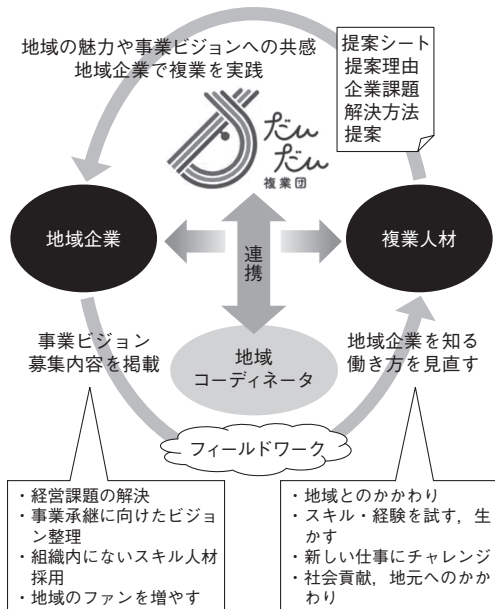 地域の魅力や事業ビジョンへの共感
地域企業で複業を実践
提案シート
提案理由
企業課題
解決方法
提案
だんだん
複業団
地域企業
連携
複業人材
事業ビジョン
募集内容を掲載
地域
コーディネータ
地域企業を知る
働き方を見直す
フィールドワーク
・経営課題の解決
・事業承継に向けたビジョ
ン整理
・組織内にないスキル人材
採用
・地域のファンを増やす
・地域とのかかわり
・スキル・経験を試す，生
かす
・新しい仕事にチャレンジ
・社会貢献，地元へのかか
わり